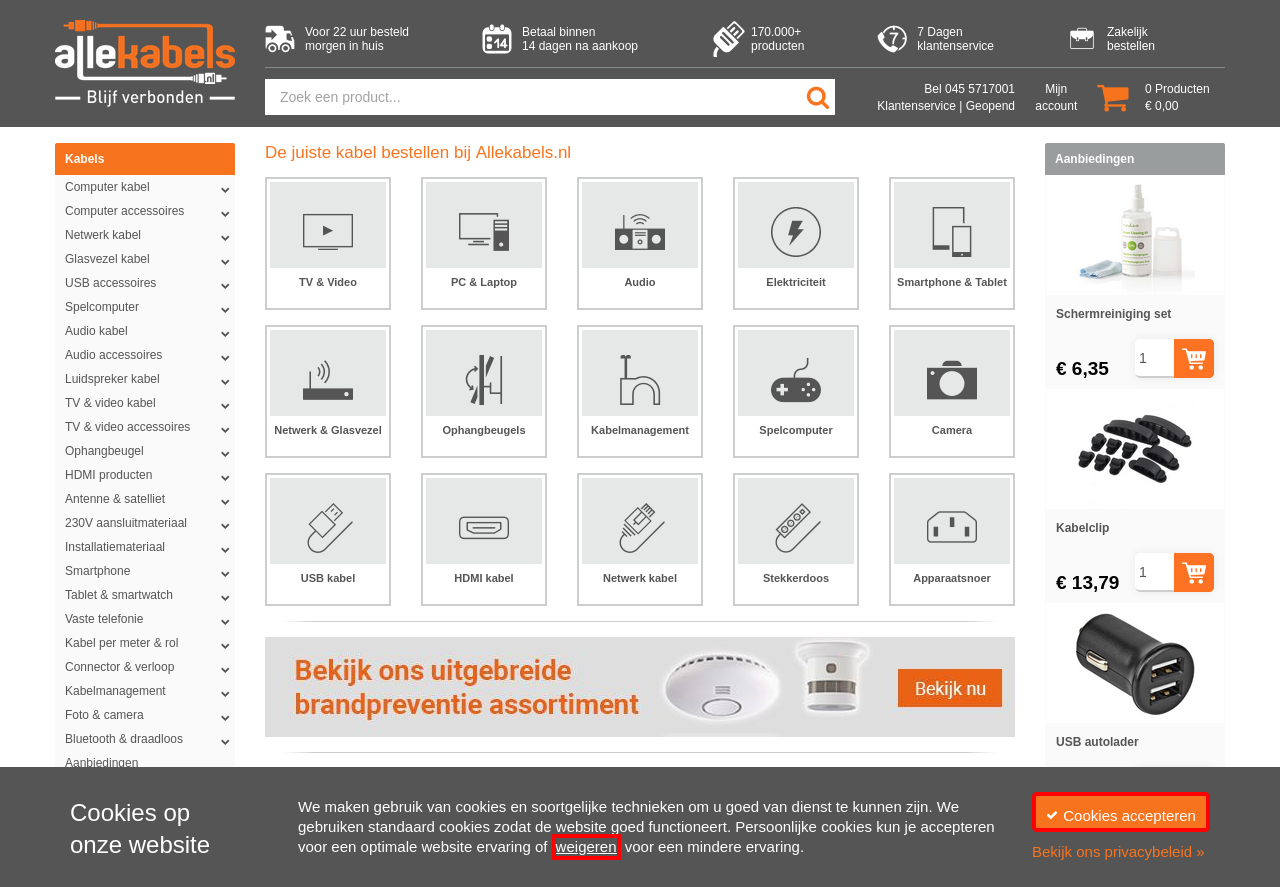 allekabels
.nl
Blijf verbonden
Voor 22 uur besteld
morgen in huis
Betaal binnen
14 dagen na aankoop
170.000+
producten
7 Dagen
klantenservice
Zakelijk
bestellen
Zoek een product...
Bel 045 5717001
Klantenservice | Geopend
Mijn
account
0 Producten
€ 0,00
Kabels
Computer kabel
Computer accessoires
Netwerk kabel
Glasvezel kabel
USB accessoires
Spelcomputer
Audio kabel
Audio accessoires
Luidspreker kabel
TV & video kabel
TV & video accessoires
Ophangbeugel
HDMI producten
Antenne & satelliet
230V aansluitmateriaal
Installatiemateriaal
Smartphone
Tablet & smartwatch
Vaste telefonie
Kabel per meter & rol
Connector & verloop
Kabelmanagement
Foto & camera
Bluetooth & draadloos
Aanbiedingen
De juiste kabel bestellen bij Allekabels.nl
TV & Video
PC & Laptop
Audio
Elektriciteit
Smartphone & Tablet
Netwerk & Glasvezel
Ophangbeugels
Kabelmanagement
Spelcomputer
Camera
USB kabel
HDMI kabel
Netwerk kabel
Stekkerdoos
Apparaatsnoer
Bekijk ons uitgebreide
brandpreventie assortiment
Bekijk nu
Aanbiedingen
Schermreiniging set
€ 6,35
1
Kabelclip
€ 13,79
1
USB autolader
Cookies op
onze website
We maken gebruik van cookies en soortgelijke technieken om u goed van dienst te kunnen zijn. We
gebruiken standaard cookies zodat de website goed functioneert. Persoonlijke cookies kun je accepteren
voor een optimale website ervaring of weigeren voor een mindere ervaring.
Cookies accepteren
Bekijk ons privacybeleid »